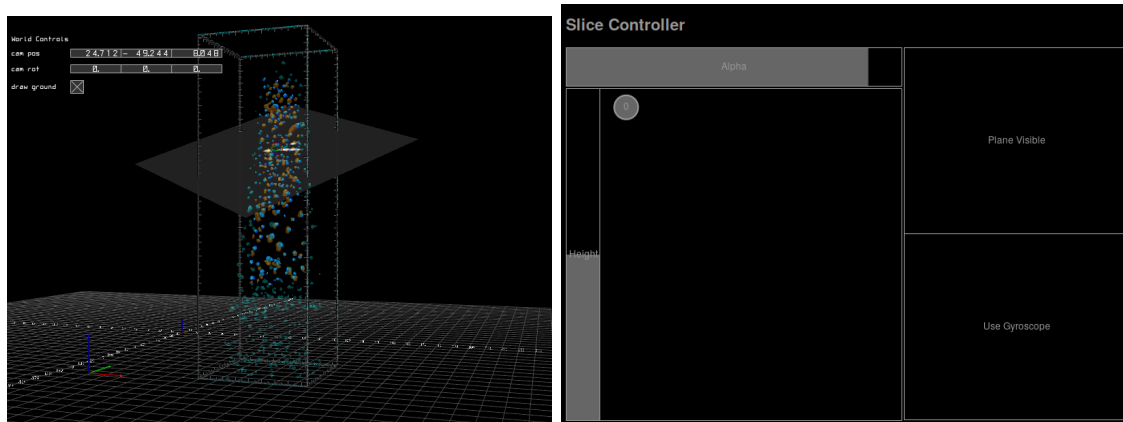 World Controls
cam pos 24.712 - 49.244 8.048
cam rot 0. 0. 0.
draw ground
Slice Controller
Alpha
0
Height
Plane Visible
Use Gyroscope